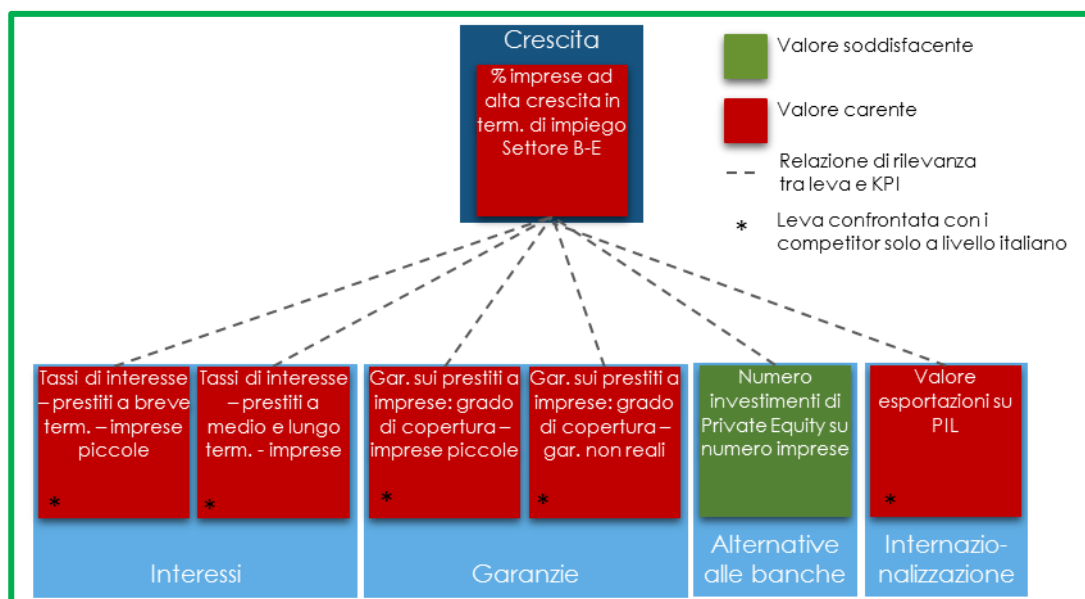 Crescita
% imprese ad
alta crescita in
term. di impiego
Settore B-E
Valore soddisfacente
Valore carente
Relazione di rilevanza
tra leva e KPI
*
Leva confrontata con i
competitor solo a livello italiano
Tassi di interesse
– prestiti a breve
term. – imprese
piccole
*
Tassi di interesse
– prestiti a
medio e lungo
term. - imprese
*
Gar. sui prestiti a
imprese: grado
di copertura –
imprese piccole
*
Gar. sui prestiti a
imprese: grado
di copertura –
gar. non reali
*
Numero
investimenti di
Private Equity su
numero imprese
Valore
esportazioni su
PIL
*
Interessi
Garanzie
Alternative
alle banche
Internazio-
nalizzazione